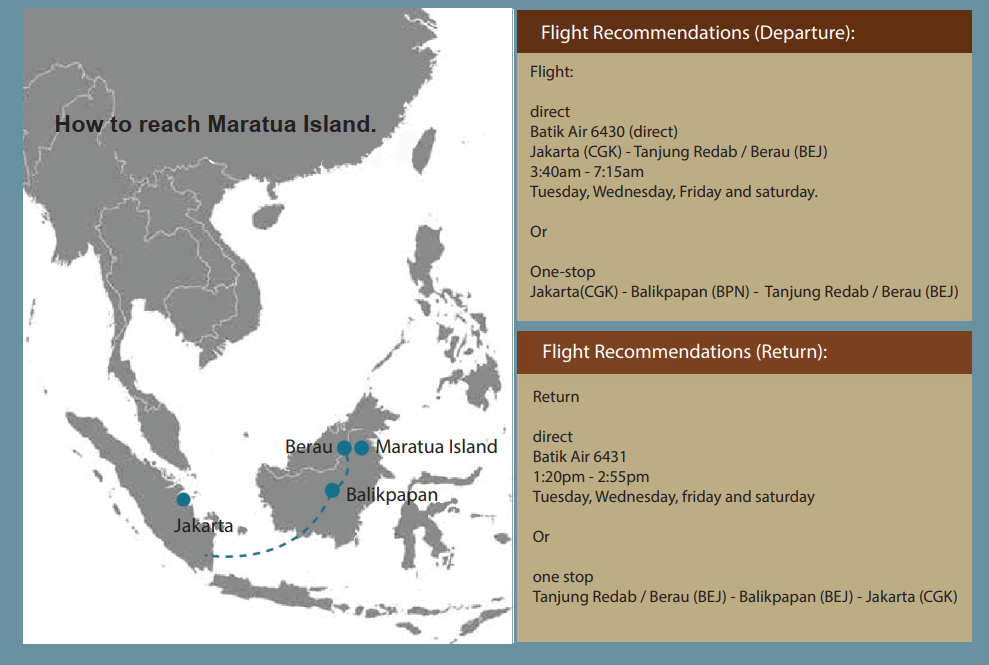 How to reach Maratua Island.
Berau
Maratua Island
Balikpapan
Jakarta
Flight Recommendations (Departure):
Flight:
direct
Batik Air 6430 (direct)
Jakarta (CGK) - Tanjung Redab / Berau (BEJ)
3:40am - 7:15am
Tuesday, Wednesday, Friday and saturday.
Or
One-stop
Jakarta(CGK) - Balikpapan (BPN) - Tanjung Redab / Berau (BEJ)
Flight Recommendations (Return):
Return
direct
Batik Air 6431
1:20pm - 2:55pm
Tuesday, Wednesday, friday and saturday
Or
one stop
Tanjung Redab / Berau (BEJ) - Balikpapan (BEJ) - Jakarta (CGK)